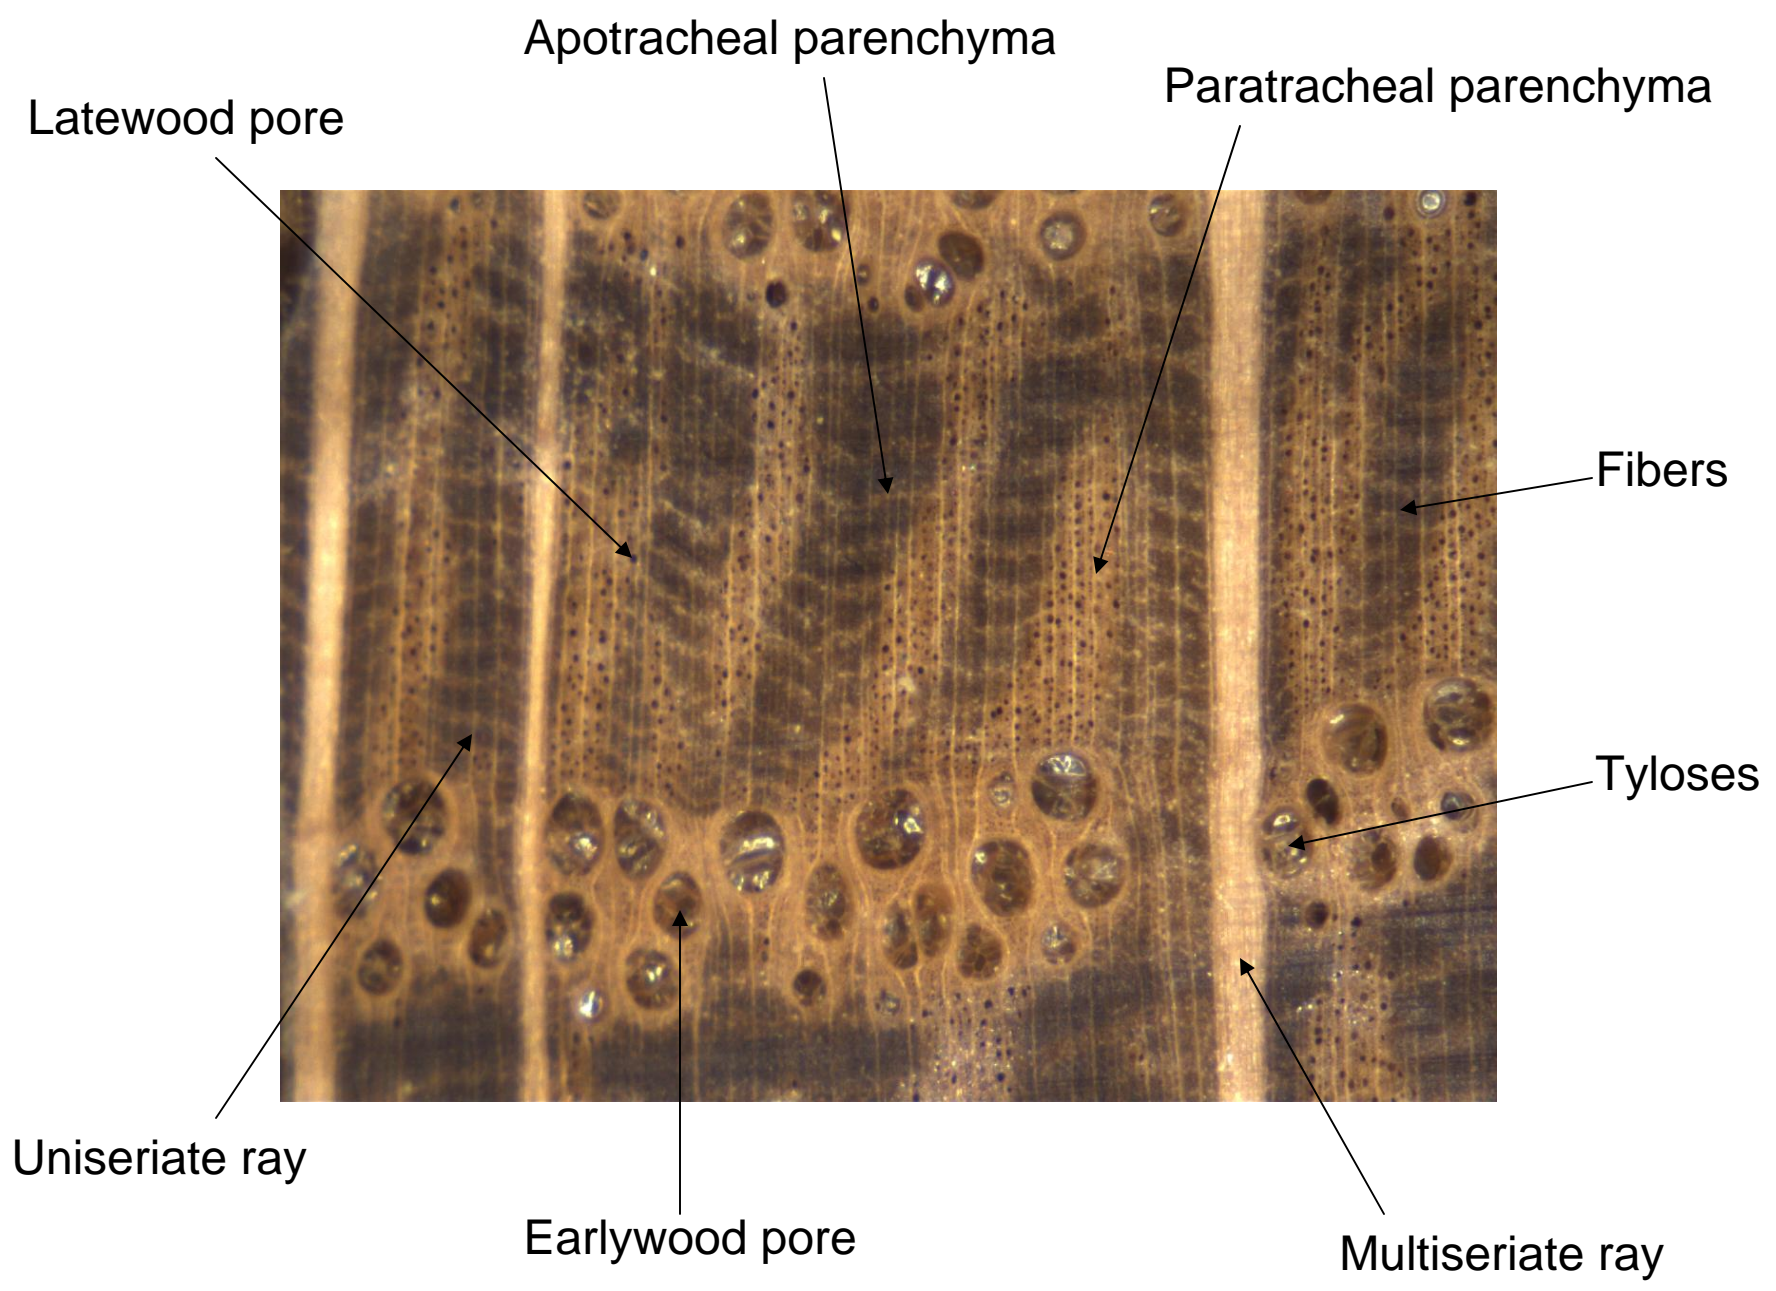 Apotracheal parenchyma
Paratracheal parenchyma
Latewood pore
Fibers
Tyloses
Uniseriate ray
Earlywood pore
Multiseriate ray